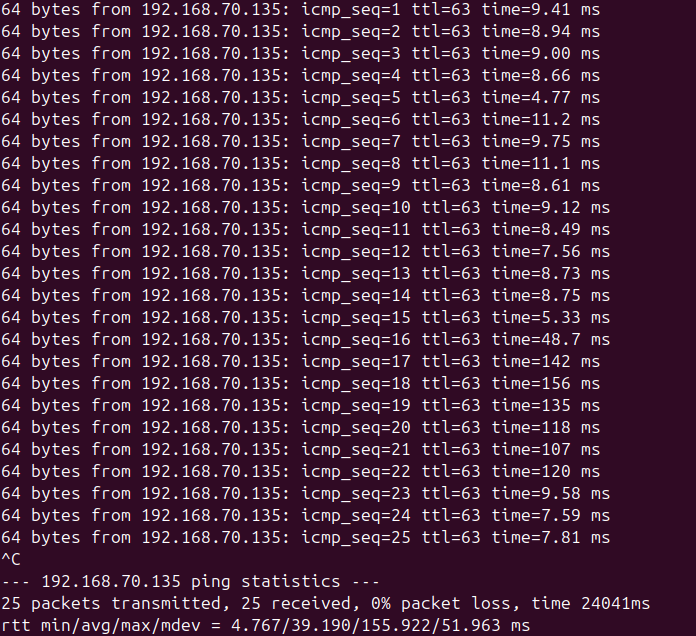 64 bytes from 192.168.70.135: icmp_seq=1 ttl=63 time=9.41 ms
64 bytes from 192.168.70.135: icmp_seq=2 ttl=63 time=8.94 ms
64 bytes from 192.168.70.135: icmp_seq=3 ttl=63 time=9.00 ms
64 bytes from 192.168.70.135: icmp_seq=4 ttl=63 time=8.66 ms
64 bytes from 192.168.70.135: icmp_seq=5 ttl=63 time=4.77 ms
64 bytes from 192.168.70.135: icmp_seq=6 ttl=63 time=11.2 ms
64 bytes from 192.168.70.135: icmp_seq=7 ttl=63 time=9.75 ms
64 bytes from 192.168.70.135: icmp_seq=8 ttl=63 time=11.1 ms
64 bytes from 192.168.70.135: icmp_seq=9 ttl=63 time=8.61 ms
64 bytes from 192.168.70.135: icmp_seq=10 ttl=63 time=9.12 ms
64 bytes from 192.168.70.135: icmp_seq=11 ttl=63 time=8.49 ms
64 bytes from 192.168.70.135: icmp_seq=12 ttl=63 time=7.56 ms
64 bytes from 192.168.70.135: icmp_seq=13 ttl=63 time=8.73 ms
64 bytes from 192.168.70.135: icmp_seq=14 ttl=63 time=8.75 ms
64 bytes from 192.168.70.135: icmp_seq=15 ttl=63 time=5.33 ms
64 bytes from 192.168.70.135: icmp_seq=16 ttl=63 time=48.7 ms
64 bytes from 192.168.70.135: icmp_seq=17 ttl=63 time=142 ms
64 bytes from 192.168.70.135: icmp_seq=18 ttl=63 time=156 ms
64 bytes from 192.168.70.135: icmp_seq=19 ttl=63 time=135 ms
64 bytes from 192.168.70.135: icmp_seq=20 ttl=63 time=118 ms
64 bytes from 192.168.70.135: icmp_seq=21 ttl=63 time=107 ms
64 bytes from 192.168.70.135: icmp_seq=22 ttl=63 time=120 ms
64 bytes from 192.168.70.135: icmp_seq=23 ttl=63 time=9.58 ms
64 bytes from 192.168.70.135: icmp_seq=24 ttl=63 time=7.59 ms
64 bytes from 192.168.70.135: icmp_seq=25 ttl=63 time=7.81 ms
^C
--- 192.168.70.135 ping statistics ---
25 packets transmitted, 25 received, 0% packet loss, time 24041ms
rtt min/avg/max/mdev = 4.767/39.190/155.922/51.963 ms